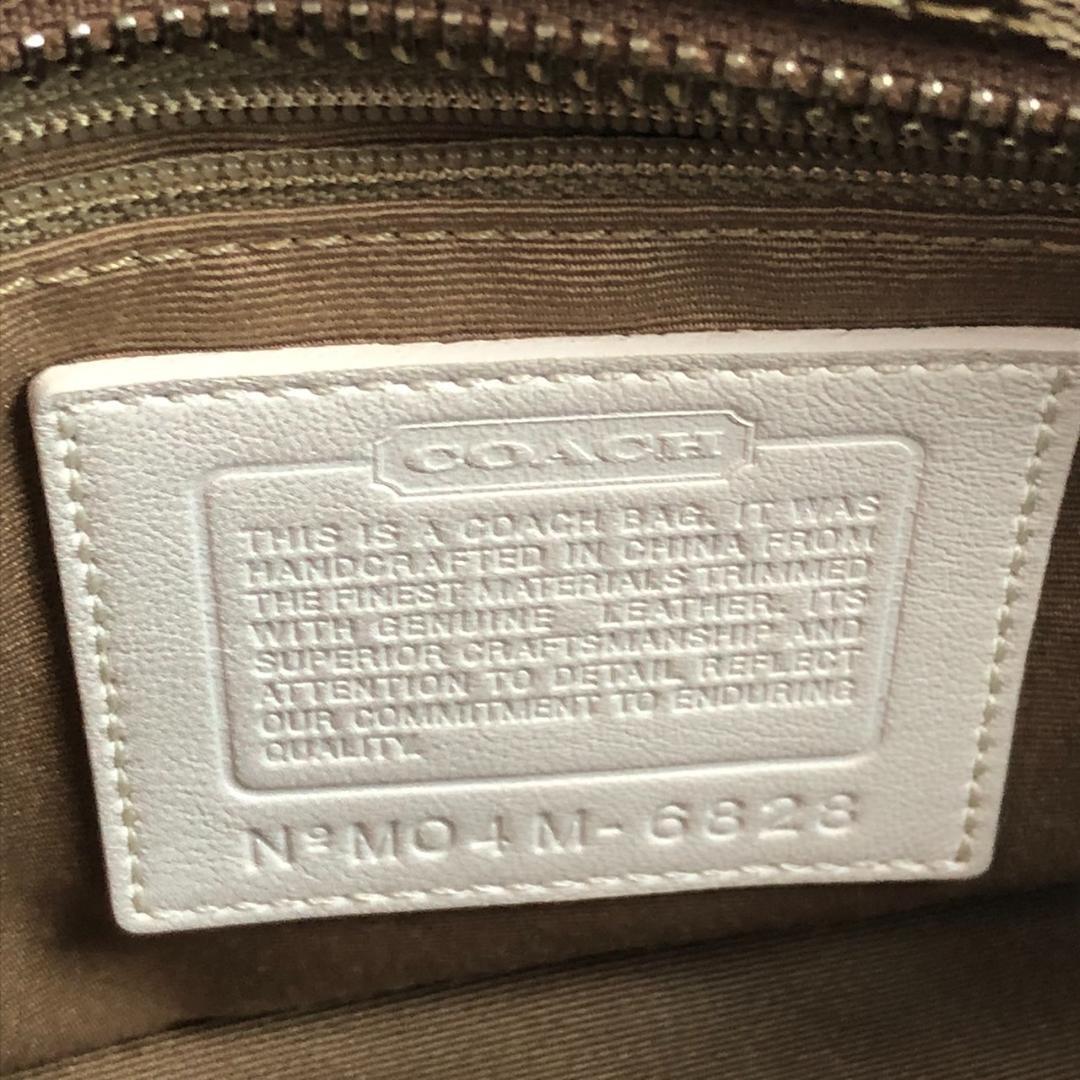 COACH
THIS IS A COACH BAG. IT WAS
HANDCRAFTED IN CHINA FROM
THE FINEST MATERIALS TRIMMED
WITH GENUINE LEATHER. ITS
SUPERIOR CRAFTSMANSHIP AND
ATTENTION TO DETAIL REFLECT
OUR COMMITMENT TO ENDURING
QUALITY.
Nº MO4M-6828